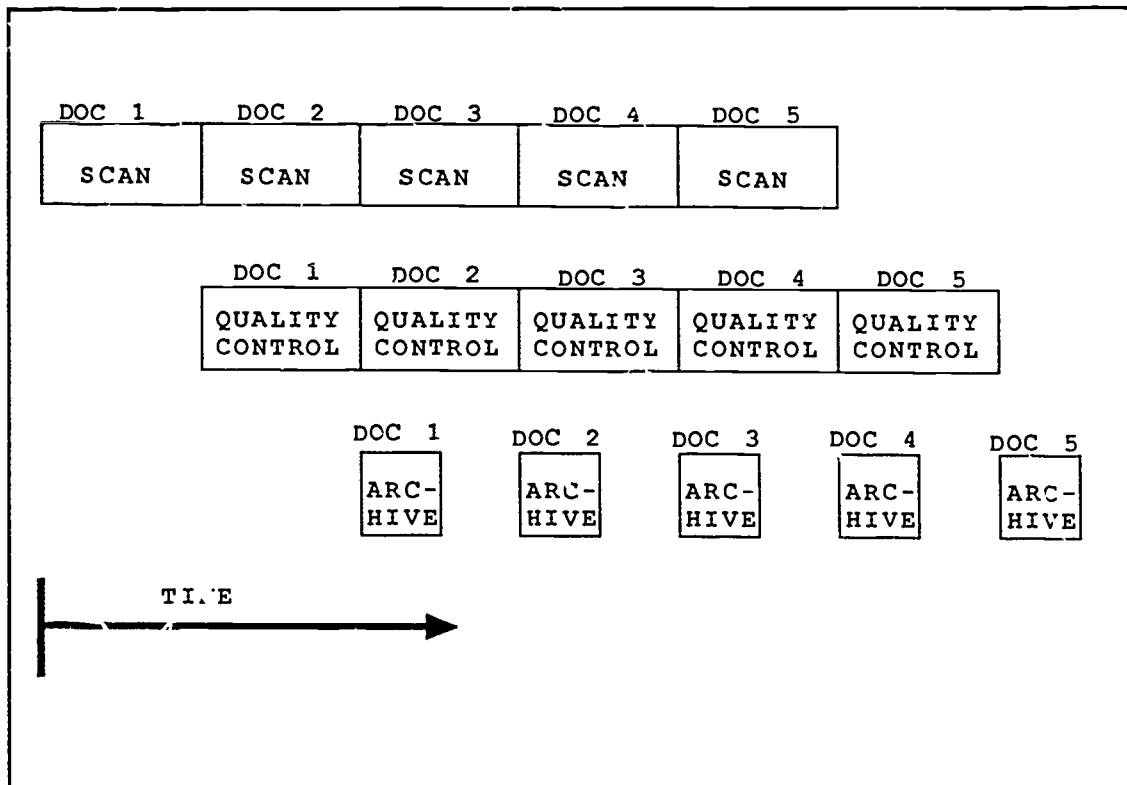 DOC 1 DOC 2 DOC 3 DOC 4 DOC 5
SCAN SCAN SCAN SCAN SCAN
DOC 1 DOC 2 DOC 3 DOC 4 DOC 5
QUALITY QUALITY QUALITY QUALITY QUALITY
CONTROL CONTROL CONTROL CONTROL CONTROL
DOC 1 DOC 2 DOC 3 DOC 4 DOC 5
ARC- ARC- ARC- ARC- ARC-
HIVE HIVE HIVE HIVE HIVE
TIME